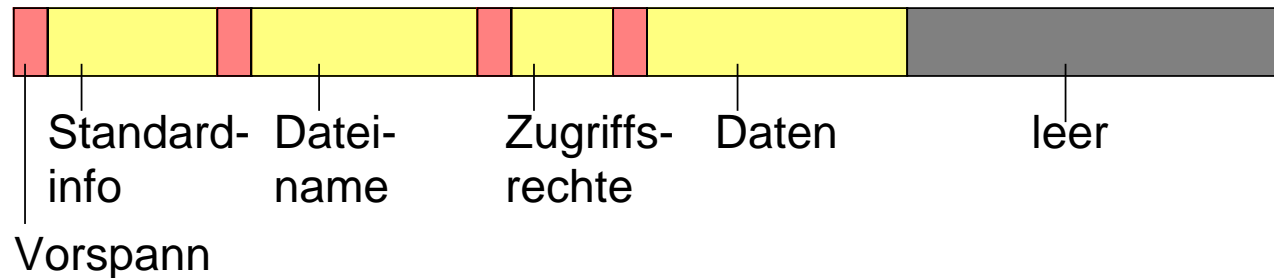 Standard-
info
Datei-
name
Zugriffs-
rechte
Daten
leer
Vorspann